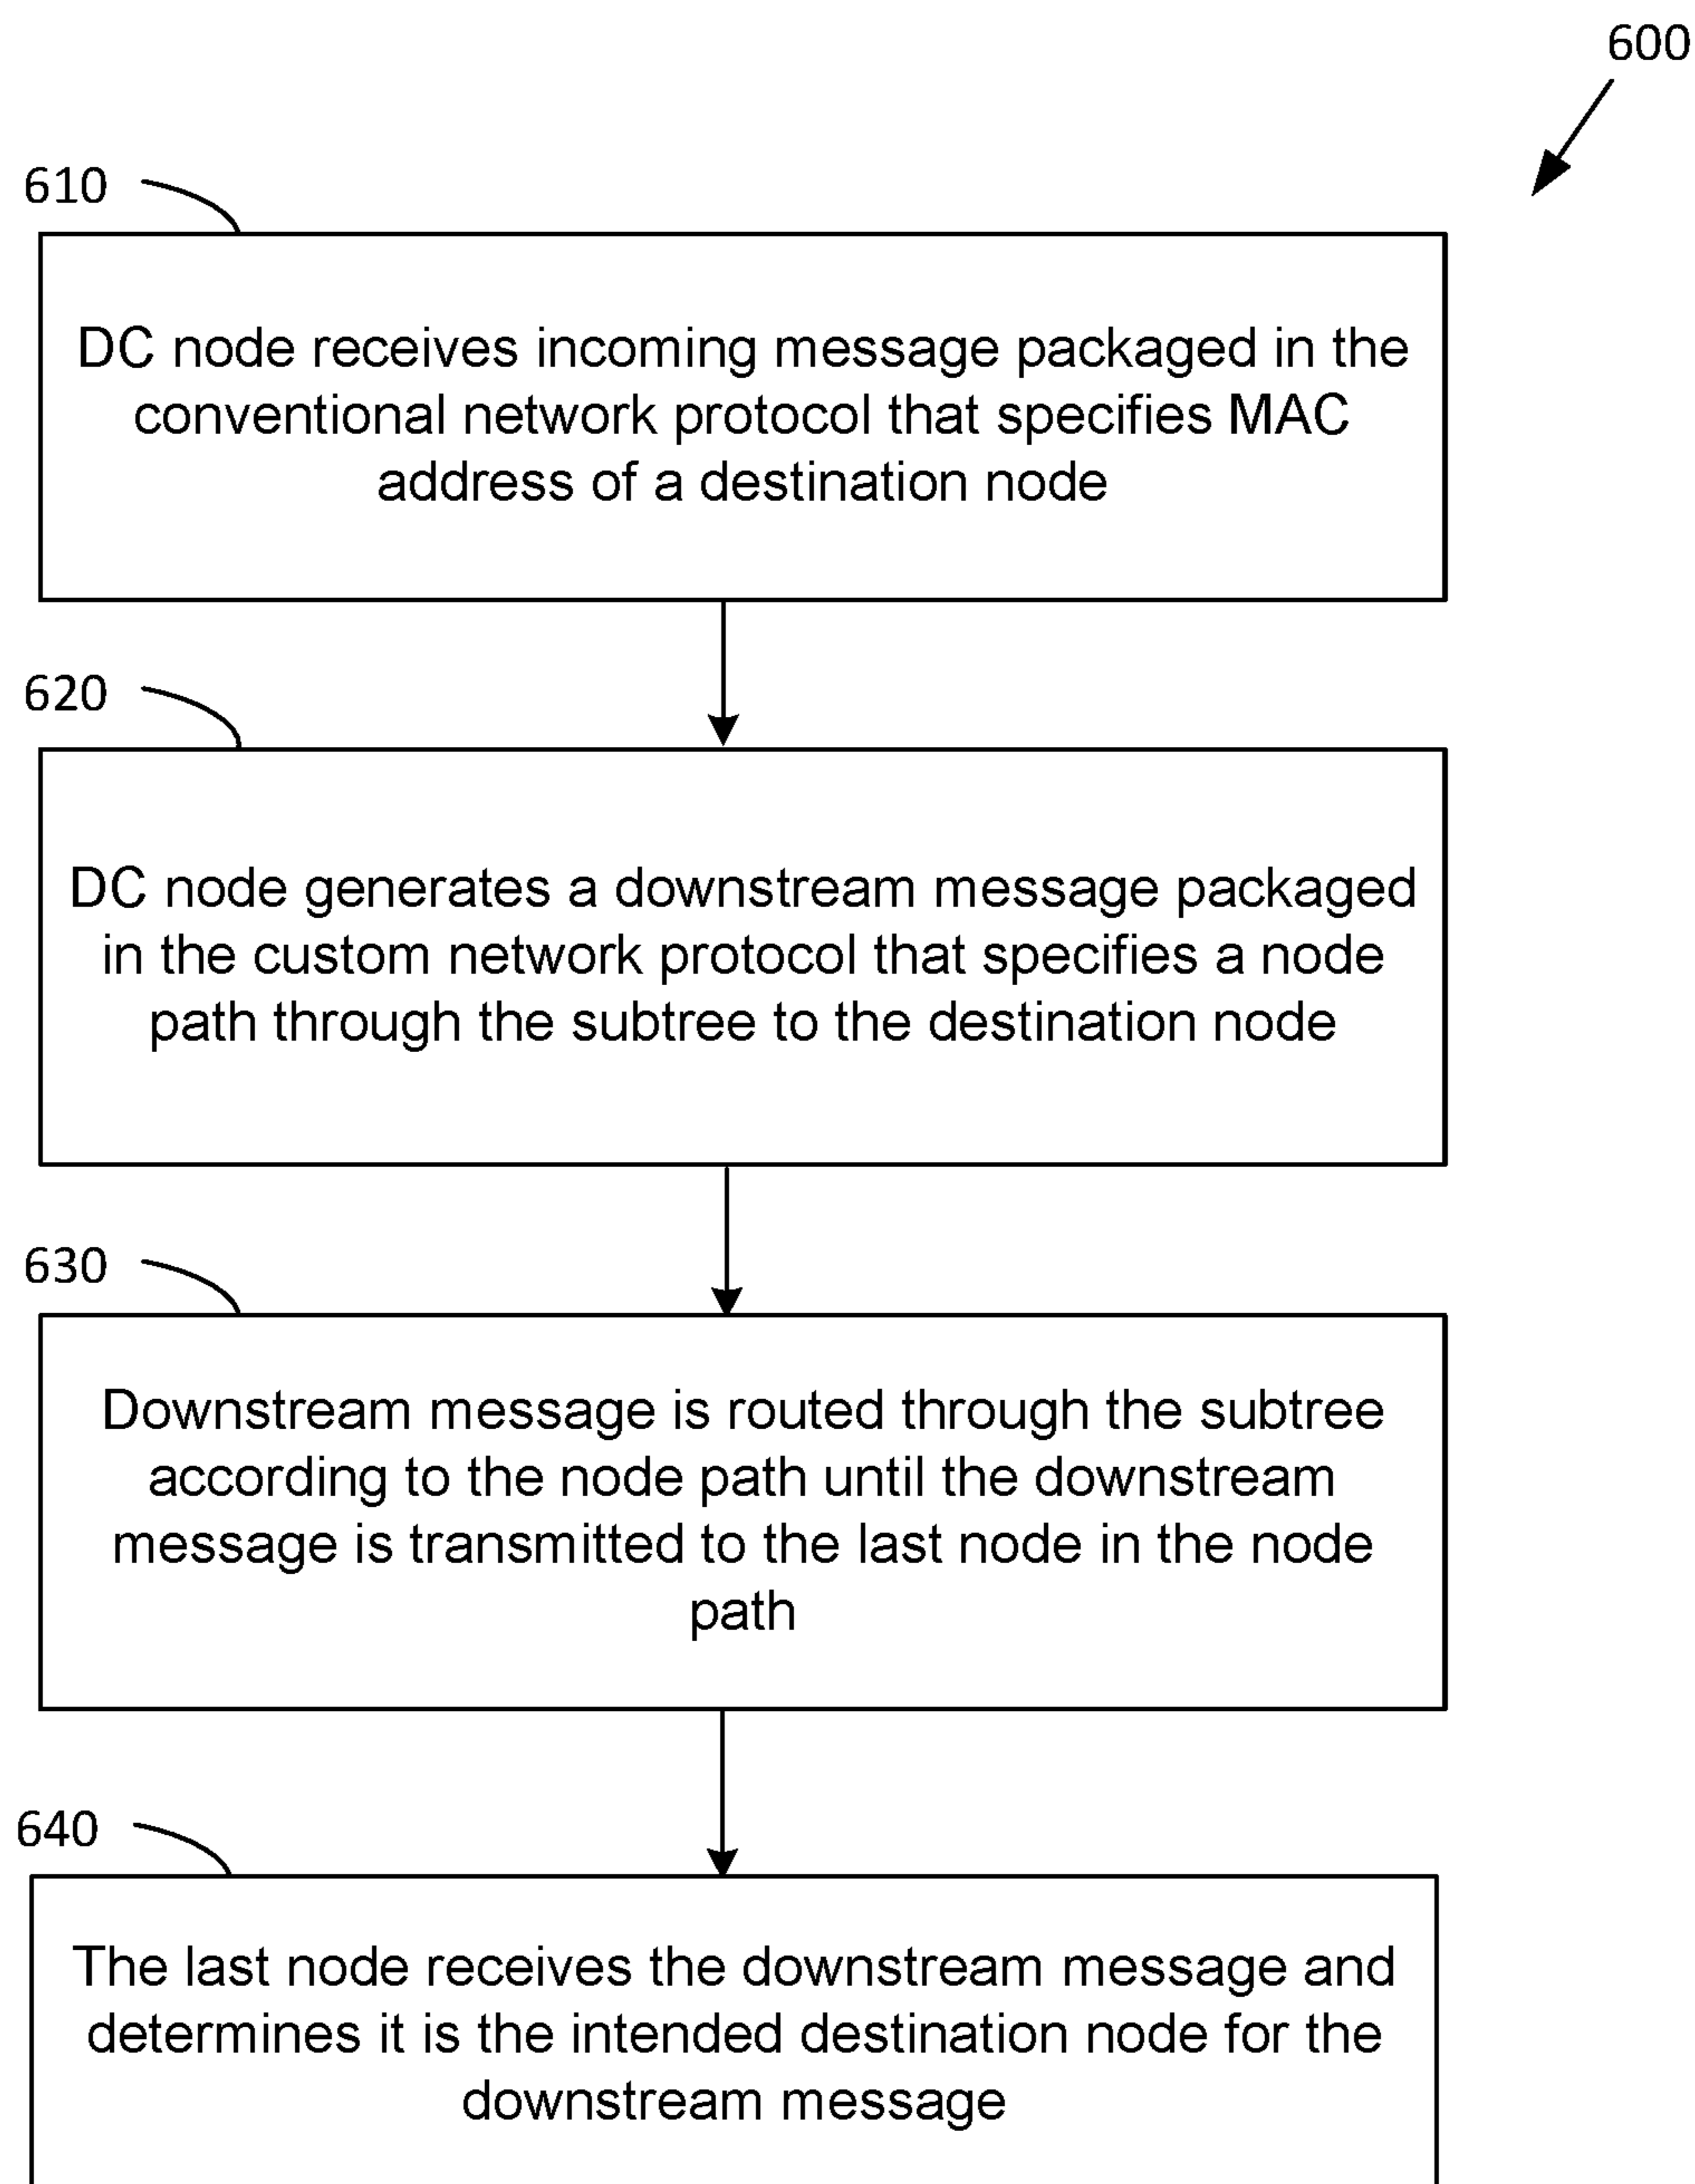 600
610
DC node receives incoming message packaged in the
conventional network protocol that specifies MAC
address of a destination node
620
DC node generates a downstream message packaged
in the custom network protocol that specifies a node
path through the subtree to the destination node
630
Downstream message is routed through the subtree
according to the node path until the downstream
message is transmitted to the last node in the node
path
640
The last node receives the downstream message and
determines it is the intended destination node for the
downstream message